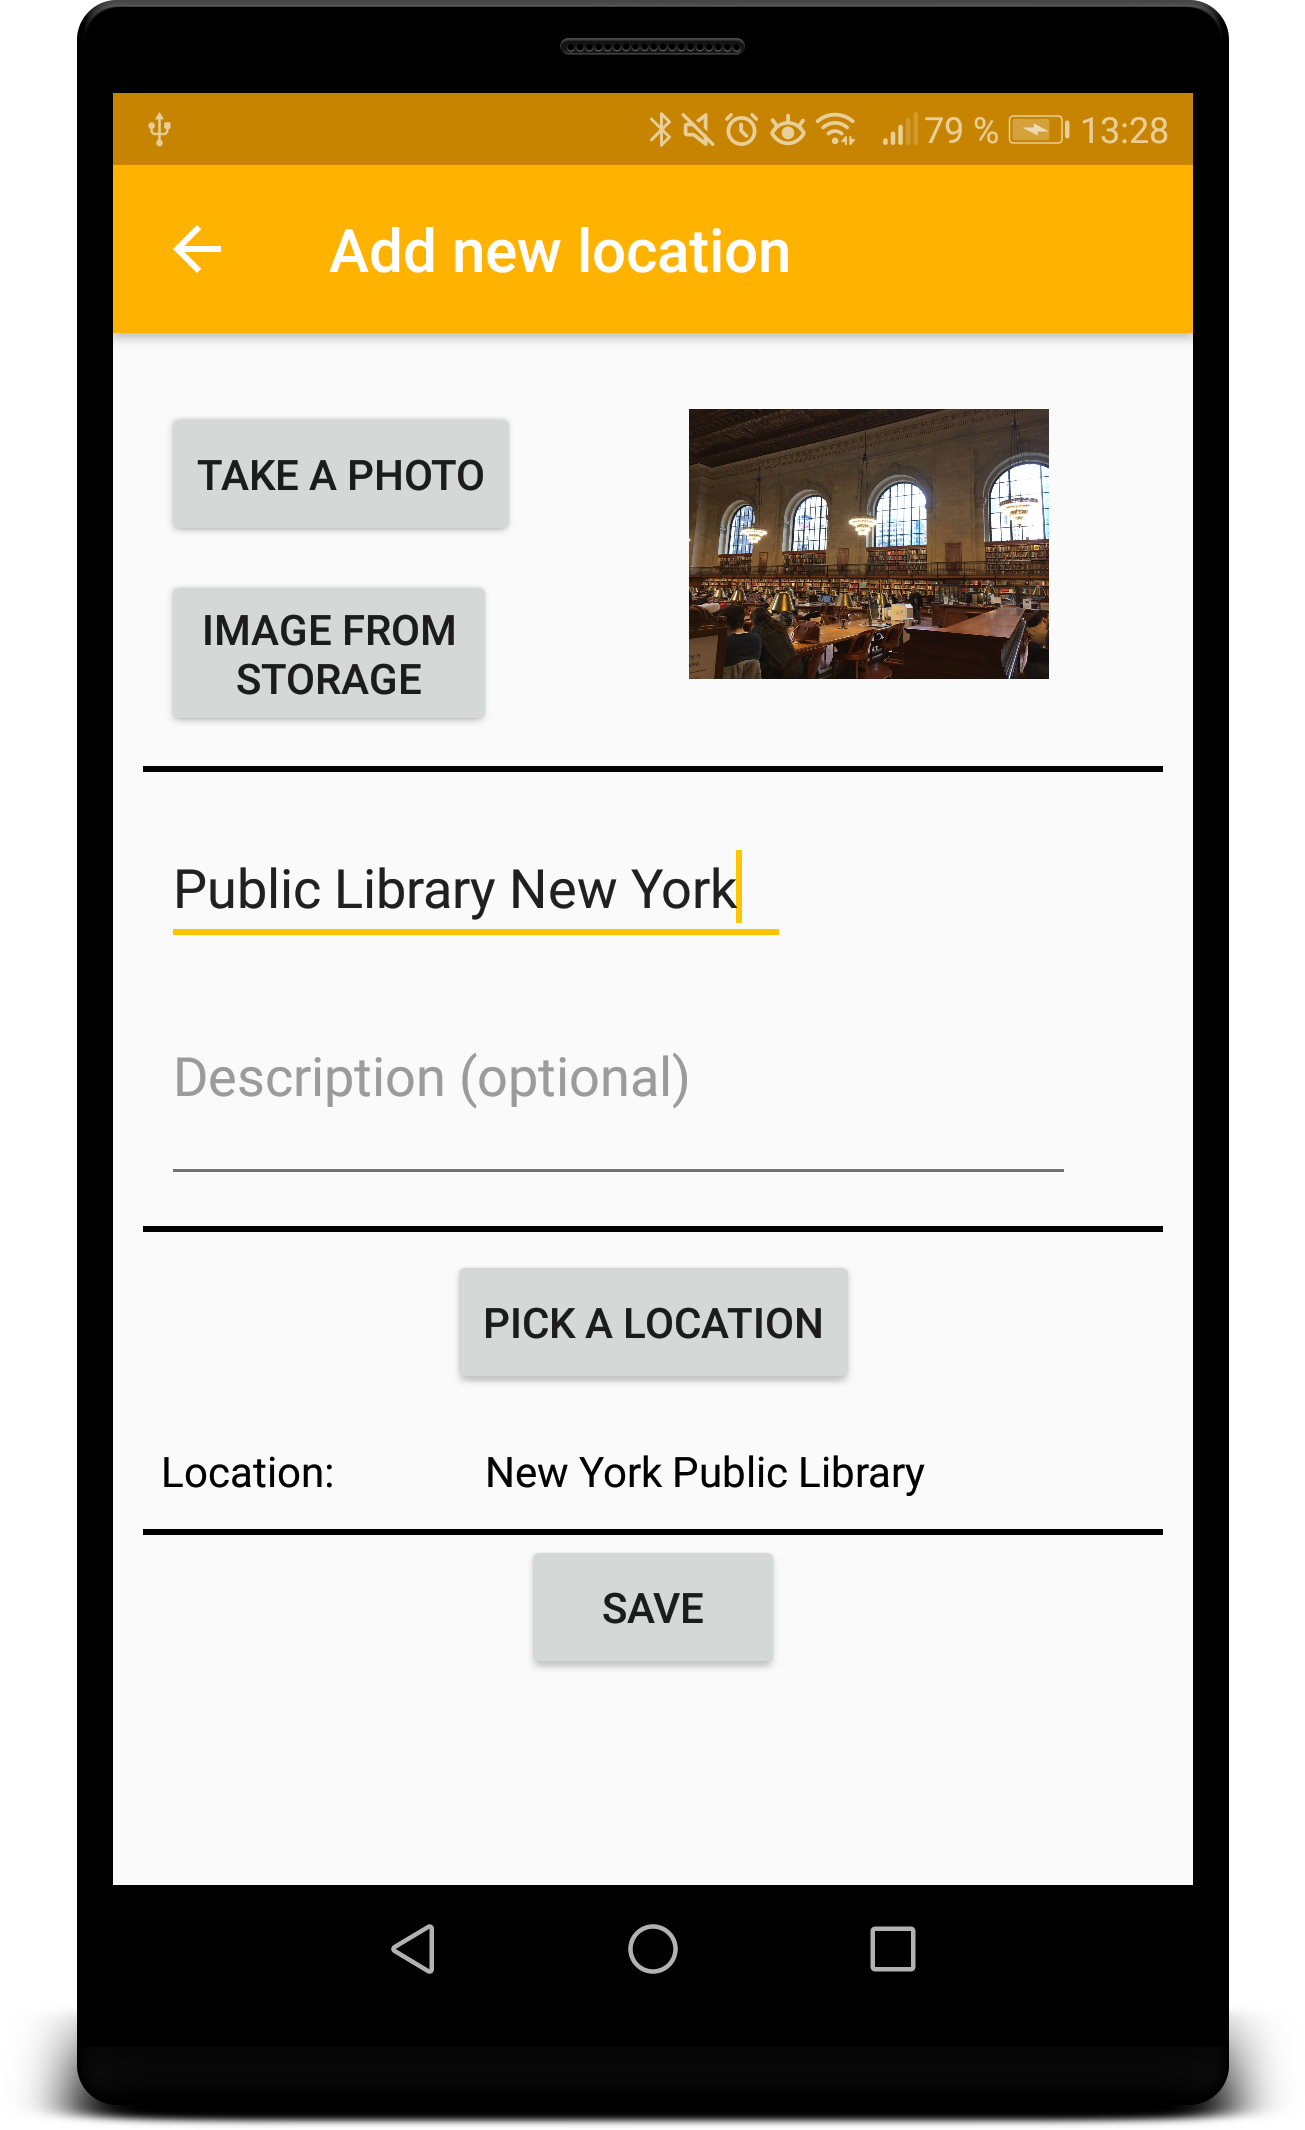 79 % 13:28
Add new location
TAKE A PHOTO
IMAGE FROM
STORAGE
Public Library New York
Description (optional)
PICK A LOCATION
Location: New York Public Library
SAVE